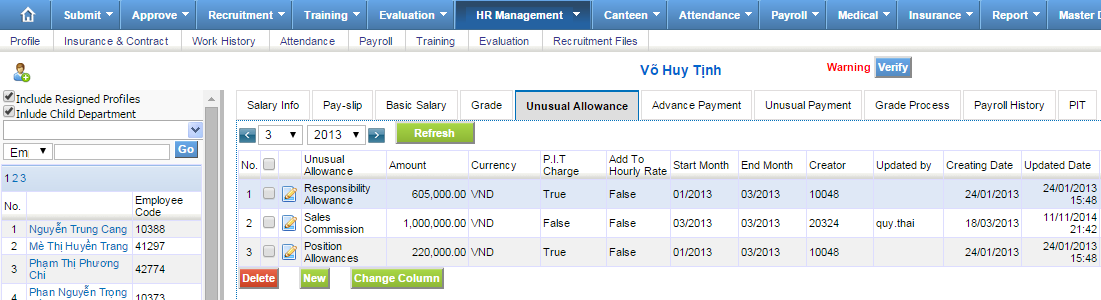 Submit Approve Recruitment Training Evaluation HR Management Canteen Attendance Payroll Medical Insurance Report Master D
Profile Insurance & Contract Work History Attendance Payroll Training Evaluation Recruitment Files
Võ Huy Tịnh Warning Verify
Include Resigned Profiles
Inlude Child Department
Em Go
1 2 3
No. Employee Code
1 Nguyễn Trung Cang 10388
2 Mè Thị Huyền Trang 41297
3 Phạm Thị Phương Chi 42774
4 Phan Nguyễn Trọng 10373
Salary Info Pay-slip Basic Salary Grade Unusual Allowance Advance Payment Unusual Payment Grade Process Payroll History PIT
3 2013 Refresh
No. Unusual Allowance Amount Currency P.I.T Charge Add To Hourly Rate Start Month End Month Creator Updated by Creating Date Updated Date
1 Responsibility Allowance 605,000.00 VND True False 01/2013 03/2013 10048 24/01/2013 24/01/2013 15:48
2 Sales Commission 1,000,000.00 VND False False 03/2013 03/2013 20324 quy.thai 18/03/2013 11/11/2014 21:42
3 Position Allowances 220,000.00 VND True False 01/2013 03/2013 10048 24/01/2013 24/01/2013 15:48
Delete New Change Column